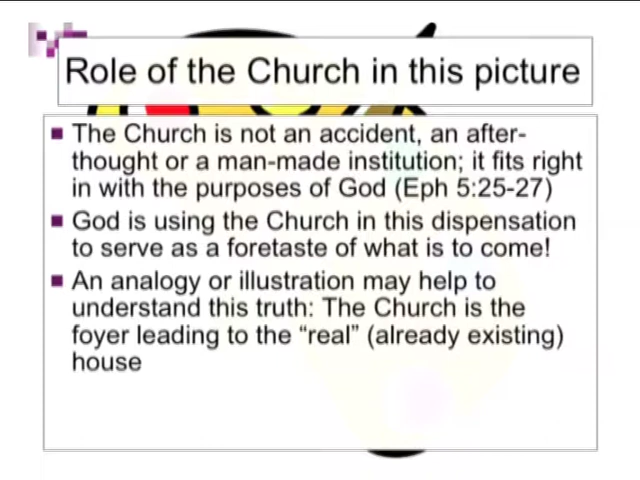 Role of the Church in this picture
The Church is not an accident, an after-
thought or a man-made institution; it fits right
in with the purposes of God (Eph 5:25-27)
God is using the Church in this dispensation
to serve as a foretaste of what is to come!
An analogy or illustration may help to
understand this truth: The Church is the
foyer leading to the “real” (already existing)
house